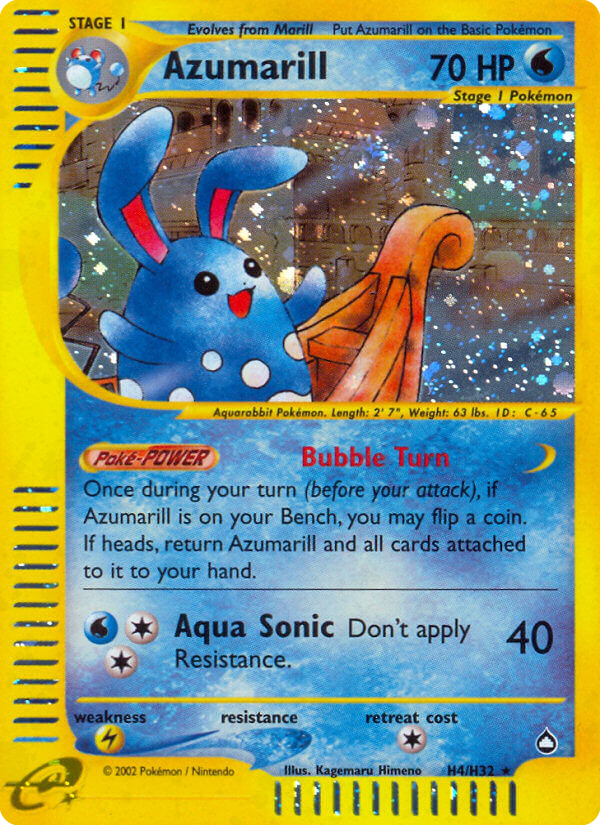 STAGE 1
Evolves from Marill Put Azumarill on the Basic Pokémon
Azumarill 70 HP
Stage 1 Pokémon
Aquarabbit Pokémon. Length: 2' 7", Weight: 63 lbs. ID: C-65
Poké-POWER Bubble Turn
Once during your turn (before your attack), if
Azumarill is on your Bench, you may flip a coin.
If heads, return Azumarill and all cards attached
to it to your hand.
Aqua Sonic Don't apply 40
Resistance.
weakness resistance retreat cost
© 2002 Pokémon / Nintendo Illus. Kagemaru Himeno H4/H32 ★
e